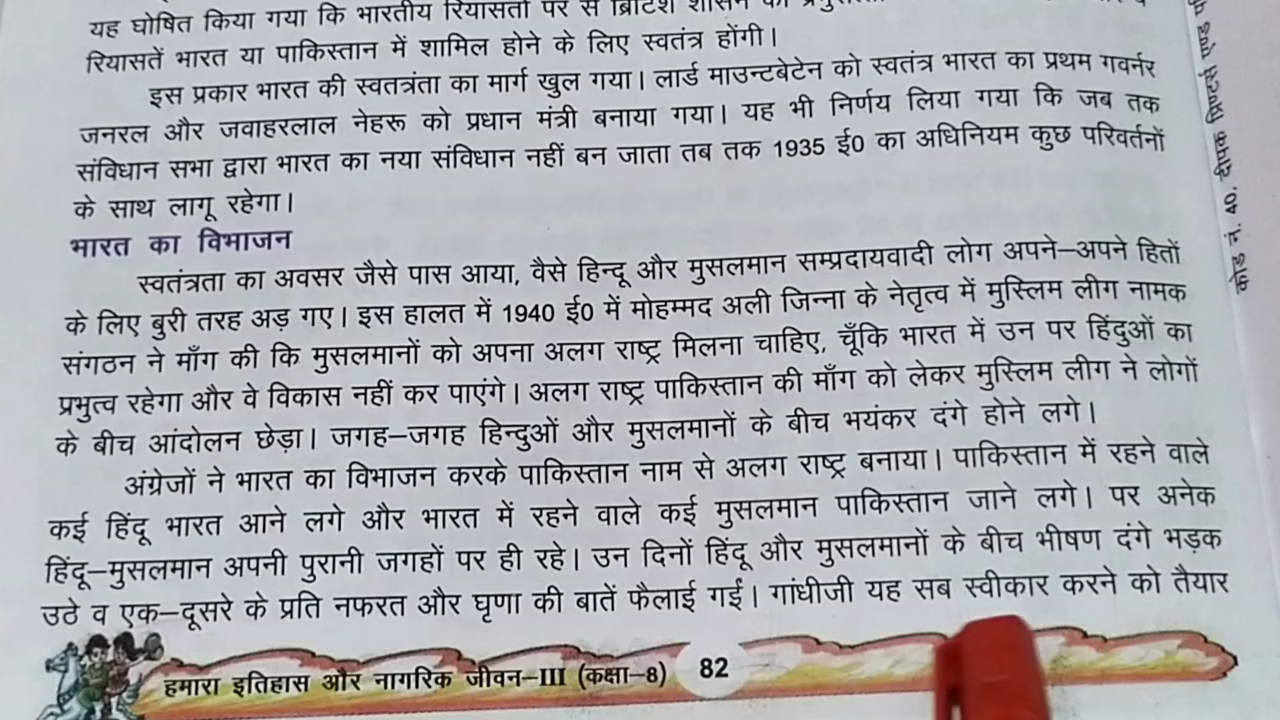 यह घोषित किया गया कि भारतीय रियासतों पर से ब्रिटिश शासन
रियासतें भारत या पाकिस्तान में शामिल होने के लिए स्वतंत्र होंगी।
इस प्रकार भारत की स्वतत्रंता का मार्ग खुल गया। लार्ड माउन्टबेटेन को स्वतंत्र भारत का प्रथम गवर्नर
जनरल और जवाहरलाल नेहरू को प्रधान मंत्री बनाया गया। यह भी निर्णय लिया गया कि जब तक
संविधान सभा द्वारा भारत का नया संविधान नहीं बन जाता तब तक 1935 ई0 का अधिनियम कुछ परिवर्तनों
के साथ लागू रहेगा।
भारत का विभाजन
स्वतंत्रता का अवसर जैसे पास आया, वैसे हिन्दू और मुसलमान सम्प्रदायवादी लोग अपने–अपने हितों
के लिए बुरी तरह अड़ गए। इस हालत में 1940 ई0 में मोहम्मद अली जिन्ना के नेतृत्व में मुस्लिम लीग नामक
संगठन ने माँग की कि मुसलमानों को अपना अलग राष्ट्र मिलना चाहिए, चूँकि भारत में उन पर हिंदुओं का
प्रभुत्व रहेगा और वे विकास नहीं कर पाएंगे। अलग राष्ट्र पाकिस्तान की माँग को लेकर मुस्लिम लीग ने लोगों
के बीच आंदोलन छेड़ा। जगह–जगह हिन्दुओं और मुसलमानों के बीच भयंकर दंगे होने लगे।
अंग्रेजों ने भारत का विभाजन करके पाकिस्तान नाम से अलग राष्ट्र बनाया। पाकिस्तान में रहने वाले
कई हिंदू भारत आने लगे और भारत में रहने वाले कई मुसलमान पाकिस्तान जाने लगे। पर अनेक
हिंदू–मुसलमान अपनी पुरानी जगहों पर ही रहे। उन दिनों हिंदू और मुसलमानों के बीच भीषण दंगे भड़क
उठे व एक–दूसरे के प्रति नफरत और घृणा की बातें फैलाई गईं। गांधीजी यह सब स्वीकार करने को तैयार
हमारा इतिहास और नागरिक जीवन–III (कक्षा–8) 82
कोड नं. 40, दीपक प्रिण्टर्स एण्ड